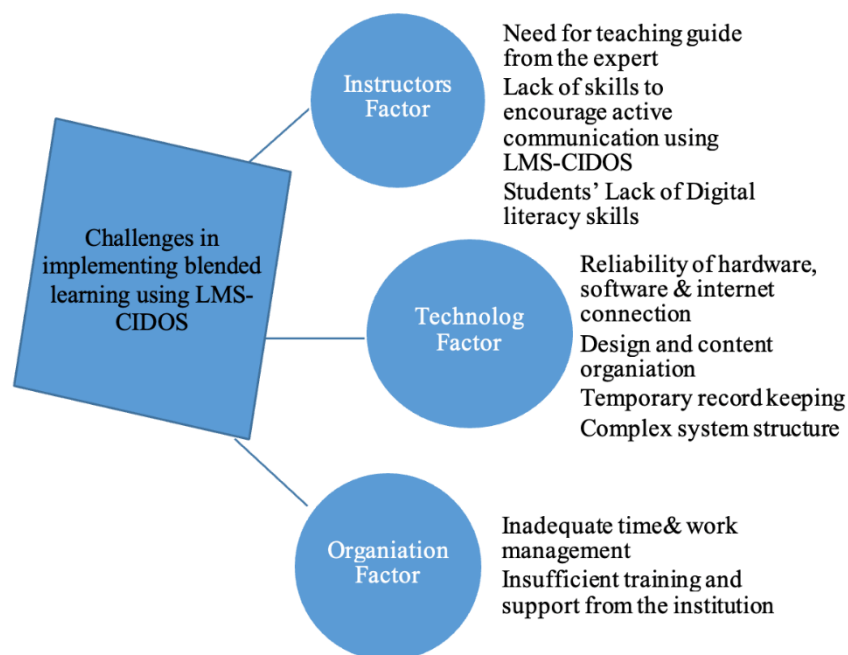 Challenges in
implementing blended
learning using LMS-
CIDOS
Instructors
Factor
Need for teaching guide
from the expert
Lack of skills to
encourage active
communication using
LMS-CIDOS
Students’ Lack of Digital
literacy skills
Technolog
Factor
Reliability of hardware,
software & internet
connection
Design and content
organiation
Temporary record keeping
Complex system structure
Organiation
Factor
Inadequate time& work
management
Insufficient training and
support from the institution